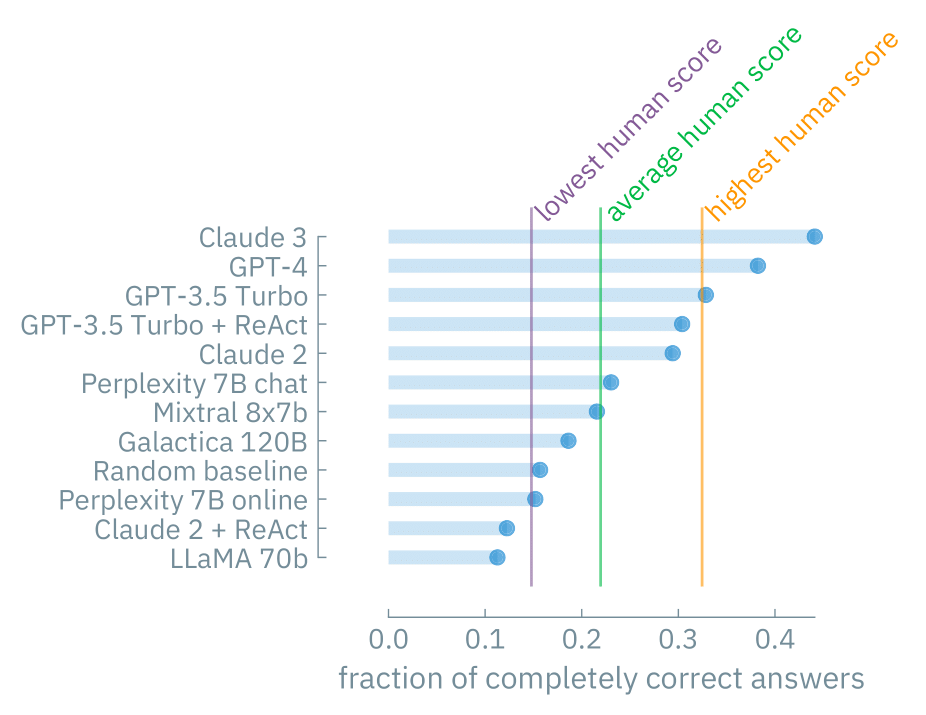 lowest human score
average human score
highest human score
Claude 3
GPT-4
GPT-3.5 Turbo
GPT-3.5 Turbo + ReAct
Claude 2
Perplexity 7B chat
Mixtral 8x7b
Galactica 120B
Random baseline
Perplexity 7B online
Claude 2 + ReAct
LLaMA 70b
0.0 0.1 0.2 0.3 0.4
fraction of completely correct answers